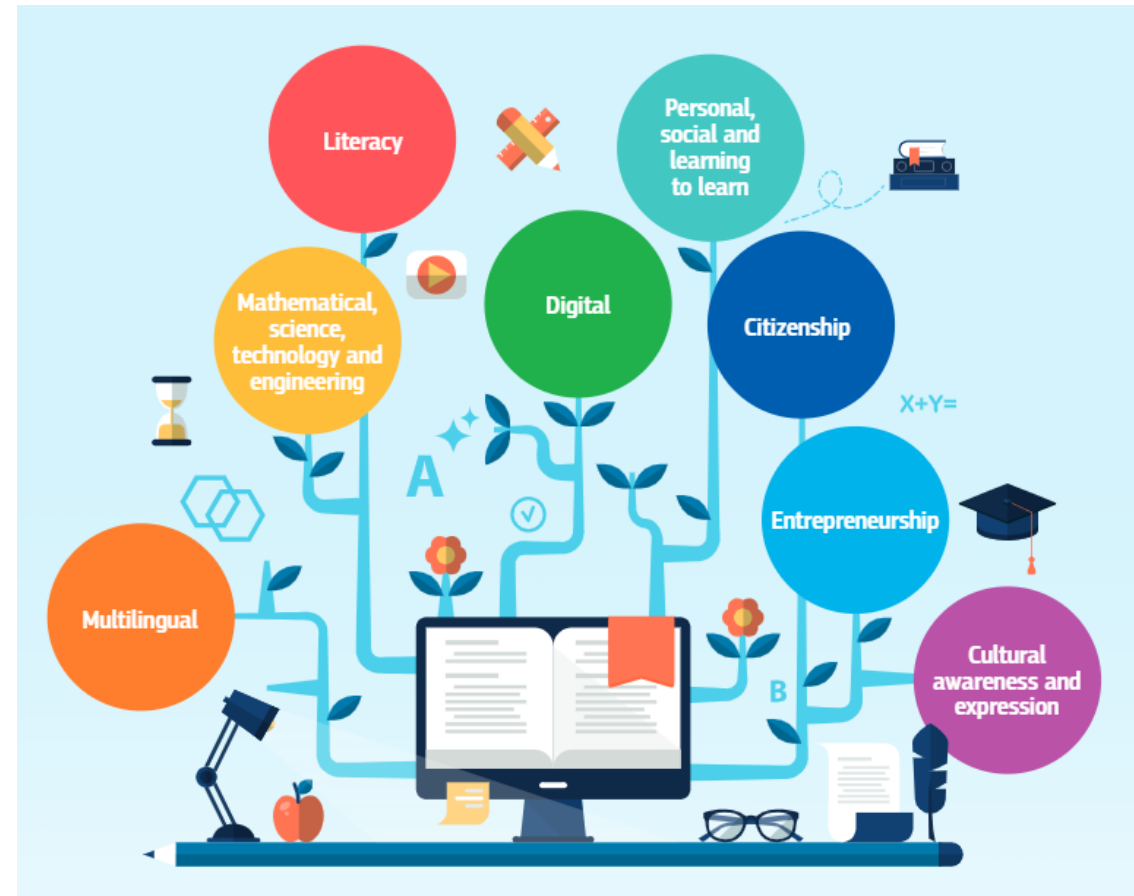 Literacy
Personal,
social and
learning
to learn
Mathematical,
science,
technology and
engineering
Digital
Citizenship
X+Y=
A
Entrepreneurship
Multilingual
Cultural
awareness and
expression
B